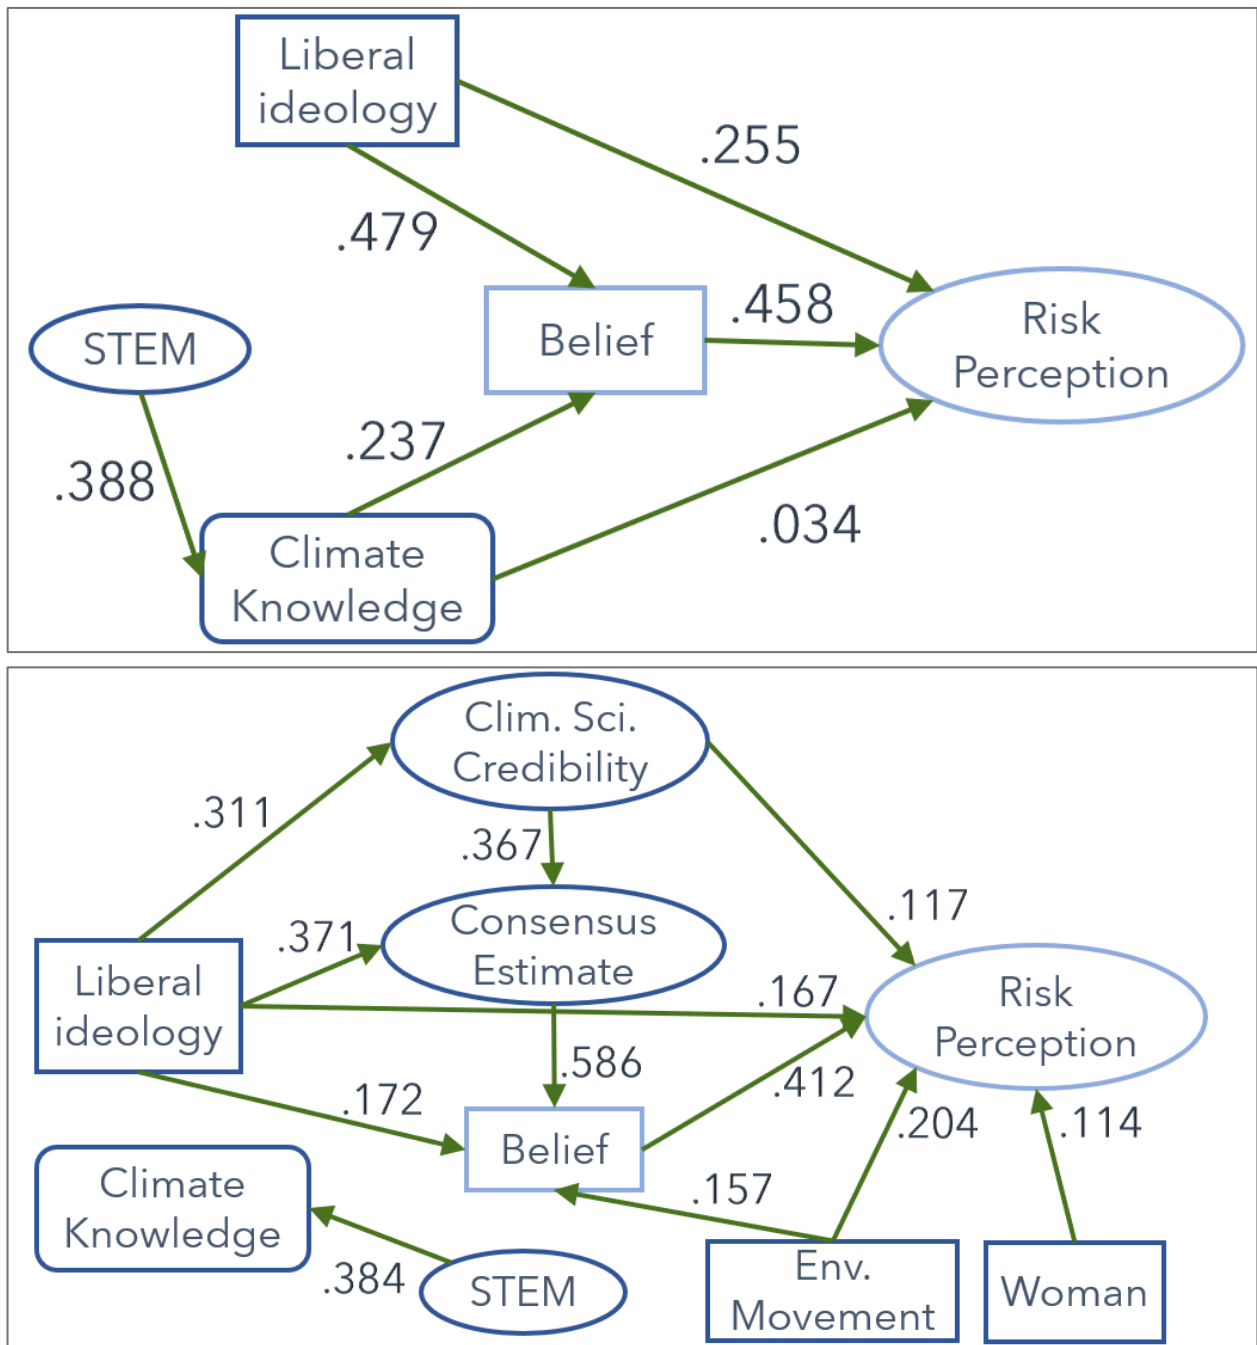 Liberal
ideology
.255
.479
.458
Belief
Risk
Perception
STEM
.237
.388
.034
Climate
Knowledge
Clim. Sci.
Credibility
.311
.367
.117
.371
Consensus
Estimate
Liberal
ideology
.167
Risk
Perception
.586
.412
.172
.204
.114
Belief
Climate
Knowledge
.157
.384
STEM
Env.
Movement
Woman